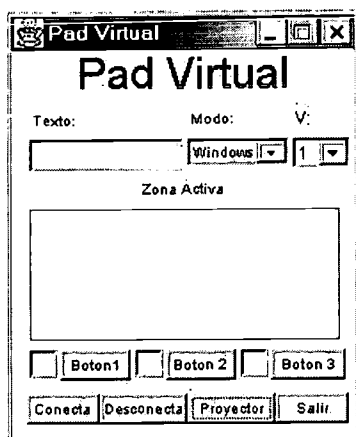 Pad Virtual
Pad Virtual
Texto: Modo: V:
Windows 1
Zona Activa
Boton1 Boton 2 Boton 3
Conecta Desconecta Proyector Salir